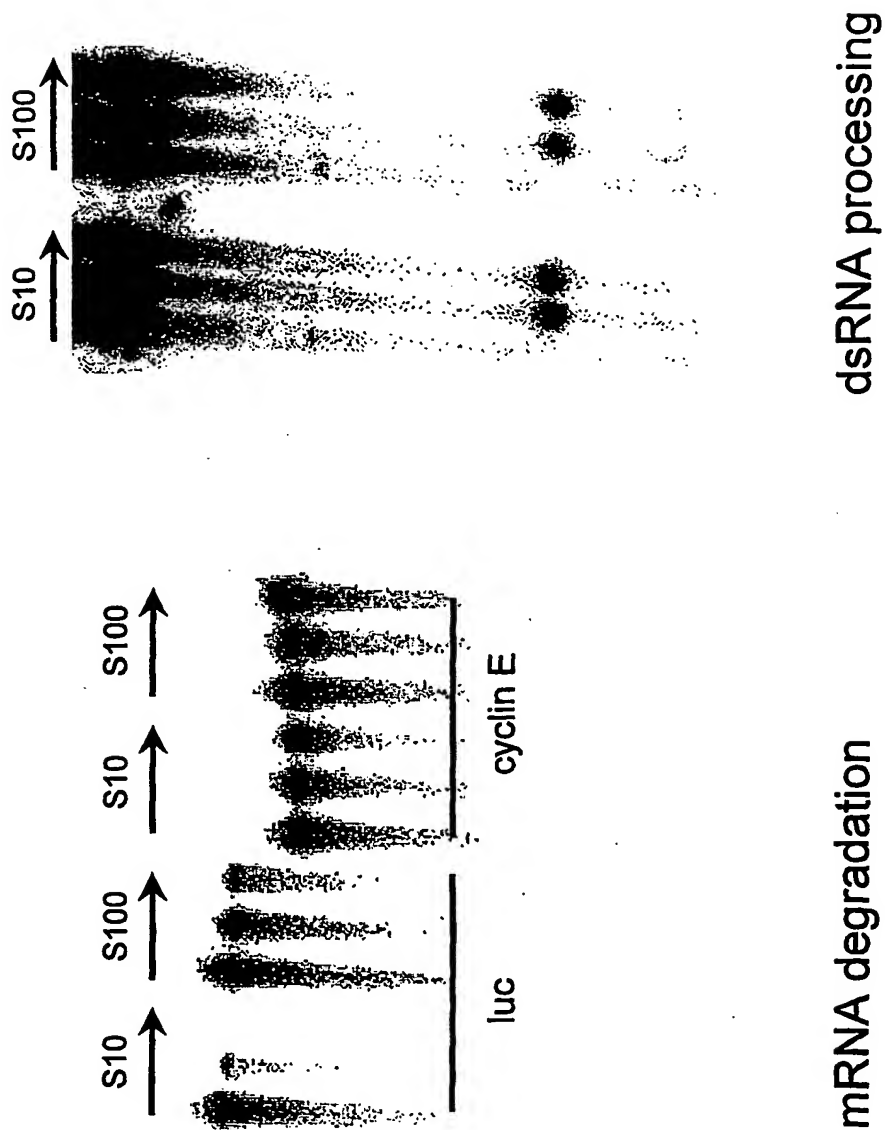 S10 S100 S10 S100
luc cyclin E
mRNA degradation
S10 S100
dsRNA processing